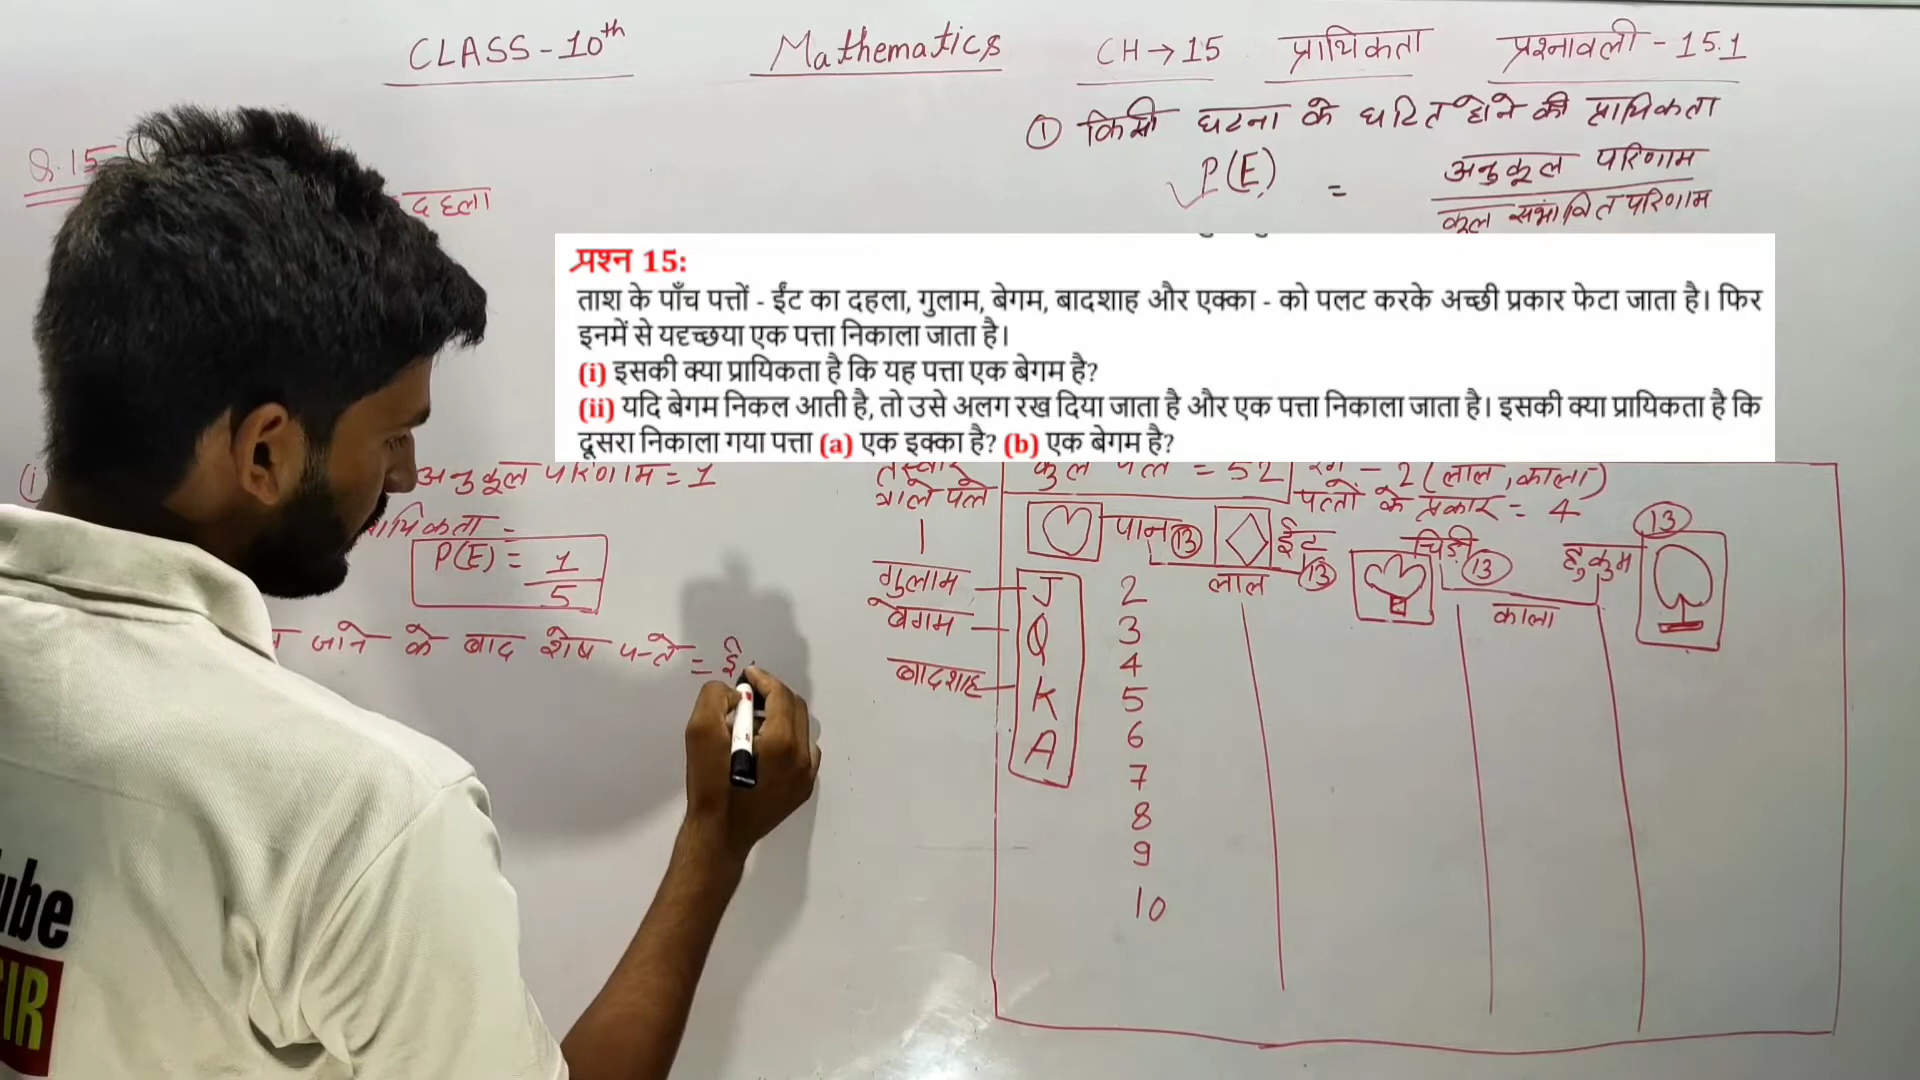 CLASS-10th Mathematics CH→15 प्रायिकता प्रश्नावली-15.1
① किसी घटना के घटित होने की प्रायिकता
P(E) = अनुकूल परिणाम
कुल संभावित परिणाम
Q.15
दहला
प्रश्न 15:
ताश के पाँच पत्तों - ईंट का दहला, गुलाम, बेगम, बादशाह और एक्का - को पलट करके अच्छी प्रकार फेटा जाता है। फिर
इनमें से यदृच्छया एक पत्ता निकाला जाता है।
(i) इसकी क्या प्रायिकता है कि यह पत्ता एक बेगम है?
(ii) यदि बेगम निकल आती है, तो उसे अलग रख दिया जाता है और एक पत्ता निकाला जाता है। इसकी क्या प्रायिकता है कि
दूसरा निकाला गया पत्ता (a) एक इक्का है? (b) एक बेगम है?
अनुकूल परिणाम = 1
P(E) = 1
5
जाने के बाद शेष पत्ते = ई
वाले पत्ते
गुलाम
बेगम
बादशाह
कुल पत्ते = 52
रंग - 2 (लाल, काला)
पत्तों के प्रकार = 4
पान 13 ईंट 13 चिड़ी 13 हुकुम 13
लाल काला
J
Q
K
A
2
3
4
5
6
7
8
9
10
ube
SIR